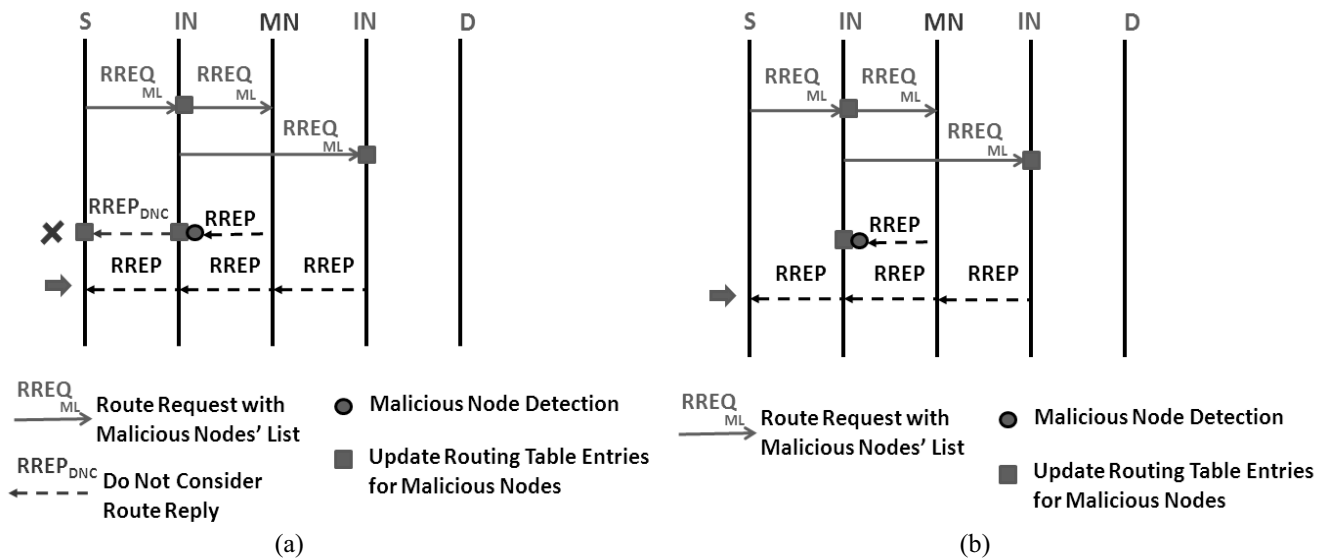 S IN MN IN D
RREQ ML RREQ ML
RREQ ML
RREP DNC RREP
RREP RREP RREP
RREQ ML Route Request with
Malicious Nodes' List
RREP DNC Do Not Consider
Route Reply
Malicious Node Detection
Update Routing Table Entries
for Malicious Nodes
(a)
S IN MN IN D
RREQ ML RREQ ML
RREQ ML
RREP
RREP RREP RREP
RREQ ML Route Request with
Malicious Nodes' List
Malicious Node Detection
Update Routing Table Entries
for Malicious Nodes
(b)